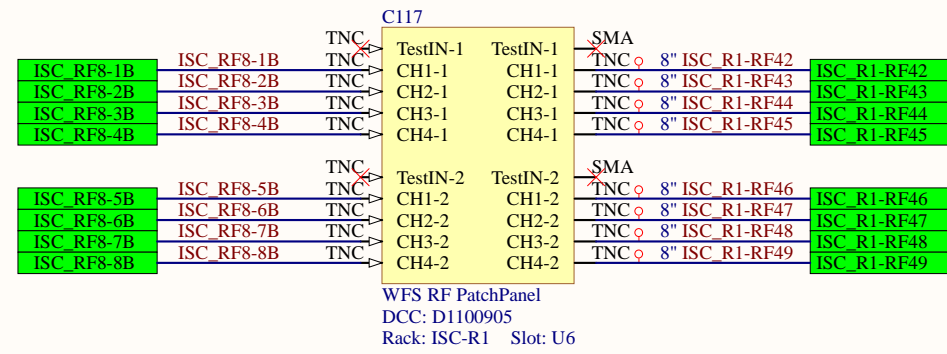 C117
TNC TestIN-1 TestIN-1 SMA
ISC_RF8-1B ISC_RF8-1B TNC CH1-1 CH1-1 TNC 8" ISC_R1-RF42 ISC_R1-RF42
ISC_RF8-2B ISC_RF8-2B TNC CH2-1 CH2-1 TNC 8" ISC_R1-RF43 ISC_R1-RF43
ISC_RF8-3B ISC_RF8-3B TNC CH3-1 CH3-1 TNC 8" ISC_R1-RF44 ISC_R1-RF44
ISC_RF8-4B ISC_RF8-4B TNC CH4-1 CH4-1 TNC 8" ISC_R1-RF45 ISC_R1-RF45
TNC TestIN-2 TestIN-2 SMA
ISC_RF8-5B ISC_RF8-5B TNC CH1-2 CH1-2 TNC 8" ISC_R1-RF46 ISC_R1-RF46
ISC_RF8-6B ISC_RF8-6B TNC CH2-2 CH2-2 TNC 8" ISC_R1-RF47 ISC_R1-RF47
ISC_RF8-7B ISC_RF8-7B TNC CH3-2 CH3-2 TNC 8" ISC_R1-RF48 ISC_R1-RF48
ISC_RF8-8B ISC_RF8-8B TNC CH4-2 CH4-2 TNC 8" ISC_R1-RF49 ISC_R1-RF49
WFS RF PatchPanel
DCC: D1100905
Rack: ISC-R1 Slot: U6